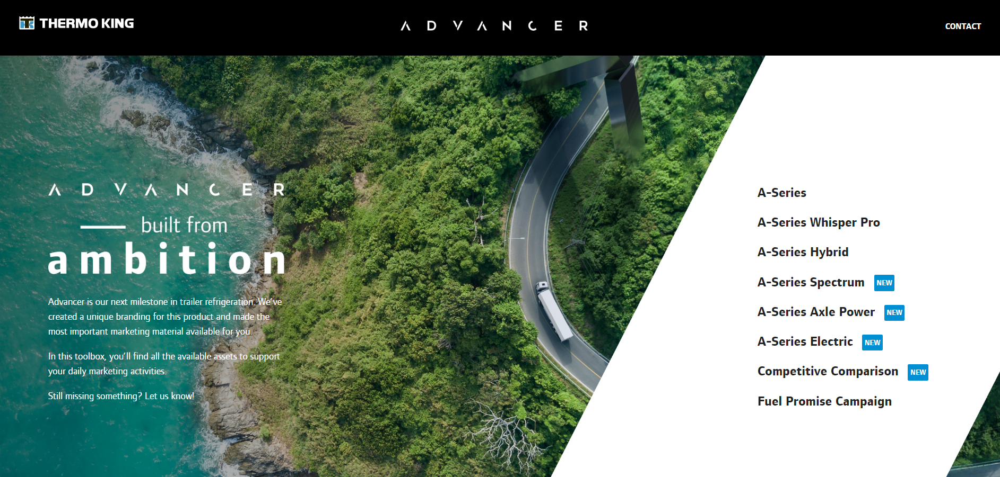 THERMO KING
ADVANCER
CONTACT
ADVANCER
built from
ambition
Advancer is our next milestone in trailer refrigeration. We've
created a unique branding for this product and made the
most important marketing material available for you.
In this toolbox, you'll find all the available assets to support
your daily marketing activities.
Still missing something? Let us know!
A-Series
A-Series Whisper Pro
A-Series Hybrid
A-Series Spectrum NEW
A-Series Axle Power NEW
A-Series Electric NEW
Competitive Comparison NEW
Fuel Promise Campaign